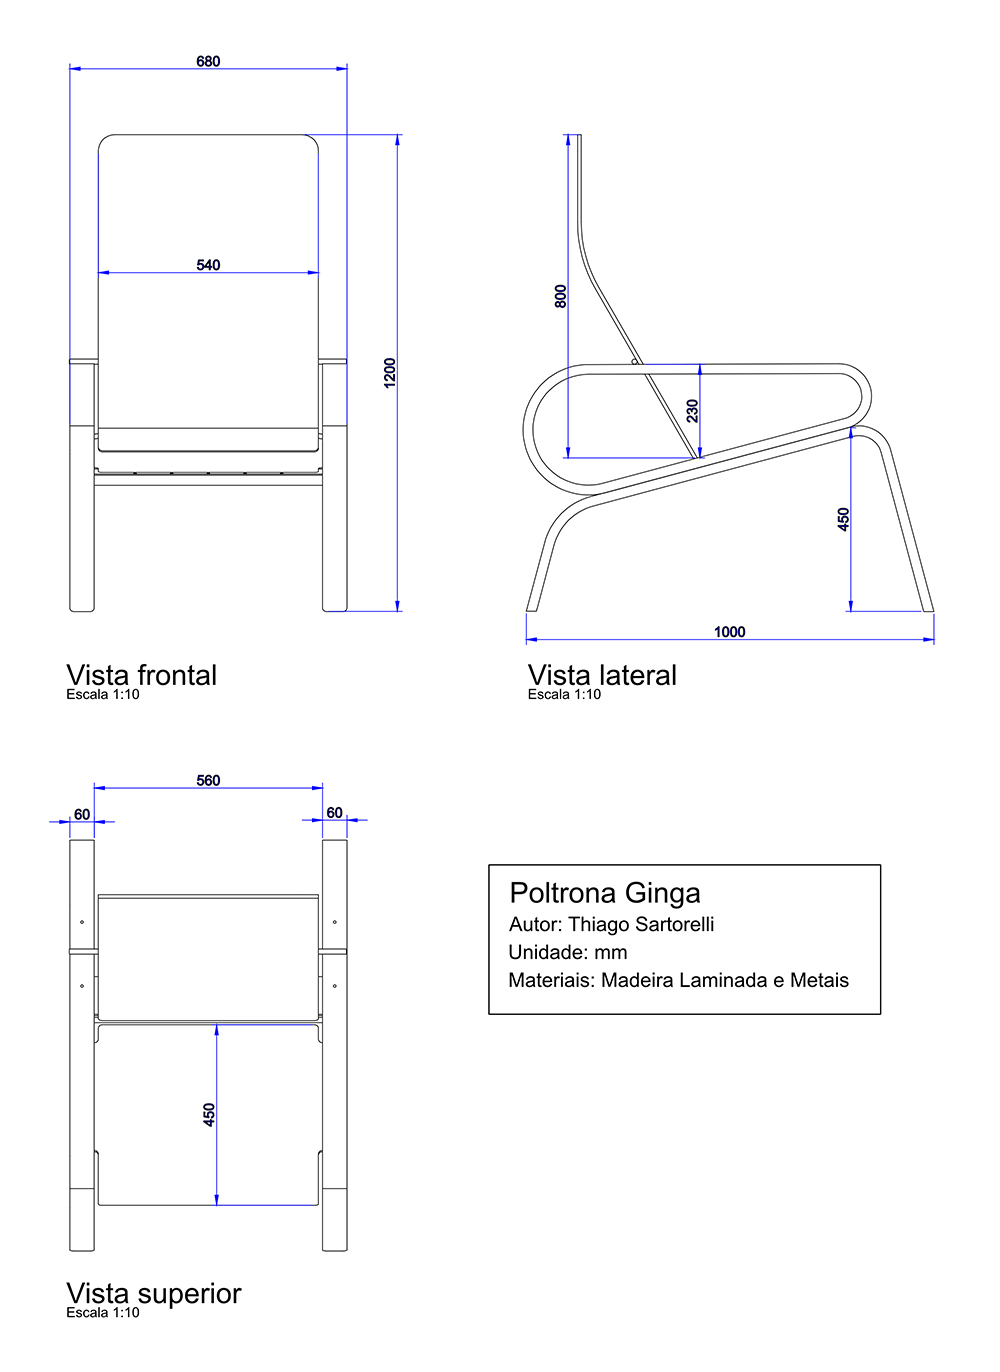 680
540
1200
Vista frontal
Escala 1:10
800
230
450
1000
Vista lateral
Escala 1:10
560
60
60
450
Vista superior
Escala 1:10
Poltrona Ginga
Autor: Thiago Sartorelli
Unidade: mm
Materiais: Madeira Laminada e Metais